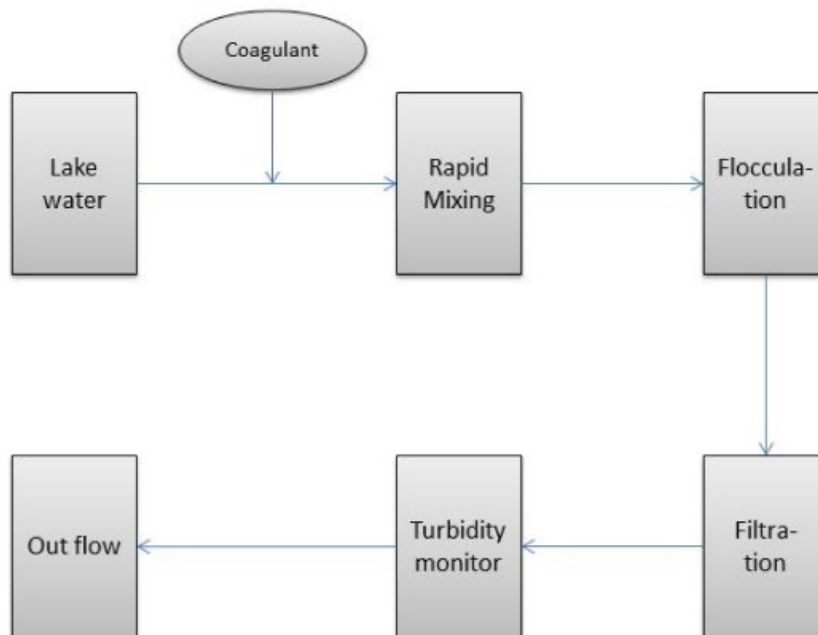 Coagulant
Lake
water
Rapid
Mixing
Floccula-
tion
Out flow
Turbidity
monitor
Filtra-
tion